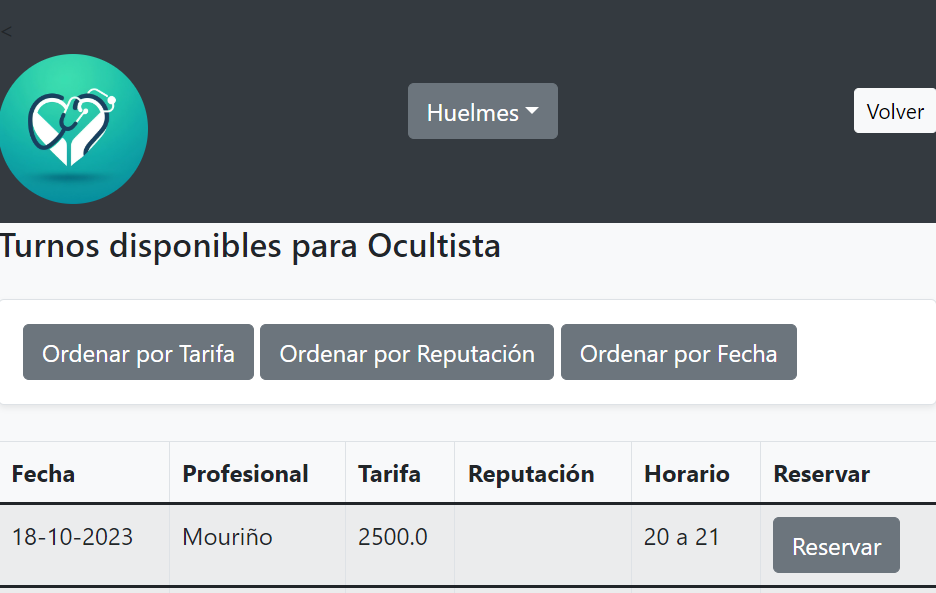 <
Huelmes
Volver
Turnos disponibles para Ocultista
Ordenar por Tarifa Ordenar por Reputación Ordenar por Fecha
Fecha Profesional Tarifa Reputación Horario Reservar
18-10-2023 Mouriño 2500.0 20 a 21 Reservar